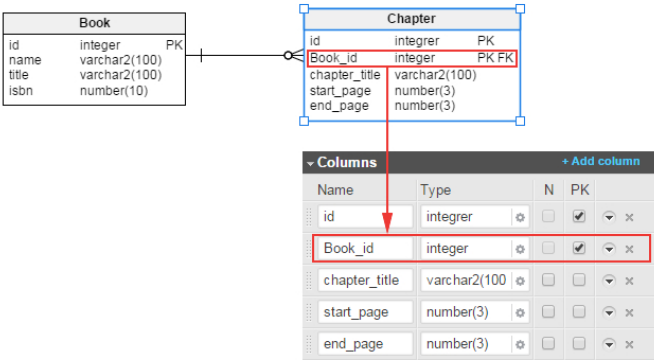 Book
id integer PK
name varchar2(100)
title varchar2(100)
isbn number(10)
Chapter
id integrer PK
Book_id integer PK FK
chapter_title varchar2(100)
start_page number(3)
end_page number(3)
Columns + Add column
Name Type N PK
id integrer
Book_id integer
chapter_title varchar2(100
start_page number(3)
end_page number(3)